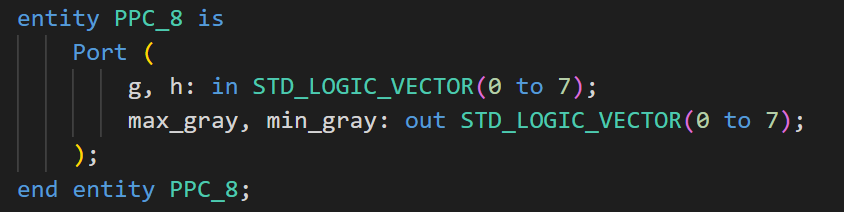 entity PPC_8 is
Port (
g, h: in STD_LOGIC_VECTOR(0 to 7);
max_gray, min_gray: out STD_LOGIC_VECTOR(0 to 7);
);
end entity PPC_8;